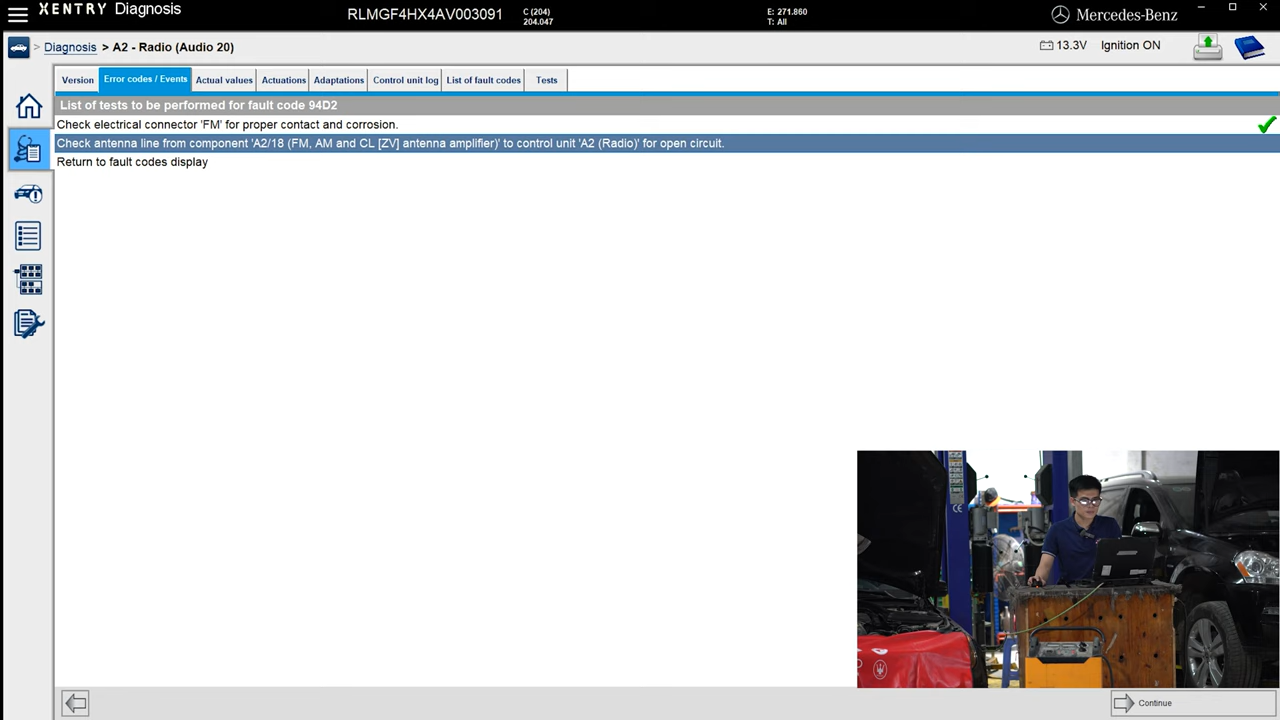 XENTRY Diagnosis
RLMGF4HX4AV003091
C (204)
204.047
E: 271.860
T: All
Mercedes-Benz
> Diagnosis > A2 - Radio (Audio 20)
13.3V Ignition ON
Version Error codes / Events Actual values Actuations Adaptations Control unit log List of fault codes Tests
List of tests to be performed for fault code 94D2
Check electrical connector 'FM' for proper contact and corrosion.
Check antenna line from component 'A2/18 (FM, AM and CL [ZV] antenna amplifier)' to control unit 'A2 (Radio)' for open circuit.
Return to fault codes display
CE
Continue